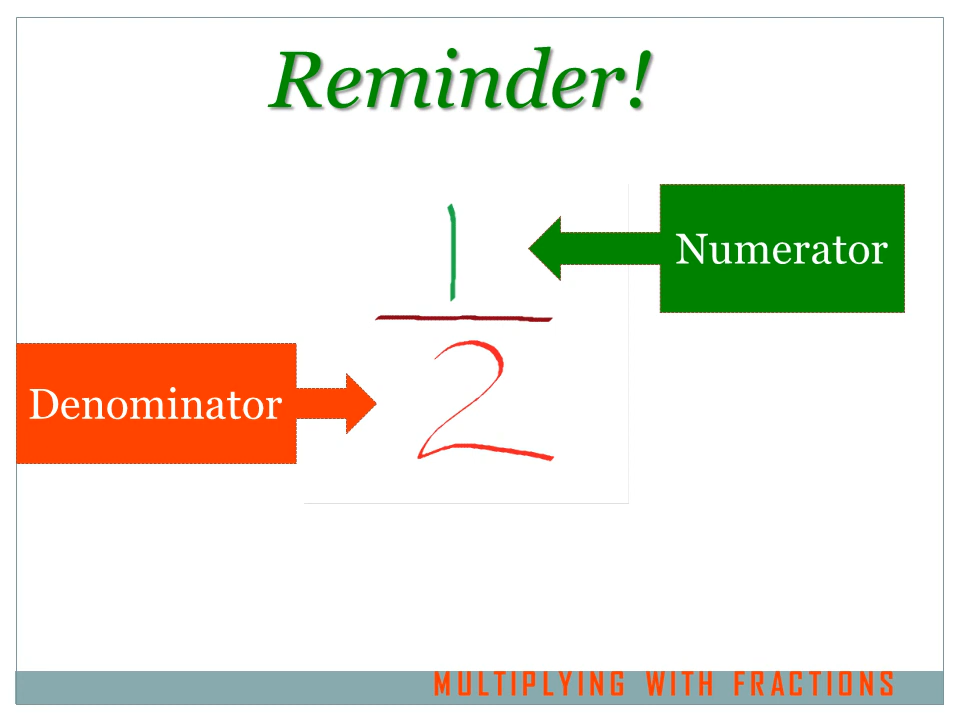 Reminder!
1
Numerator
2
Denominator
MULTIPLYING WITH FRACTIONS